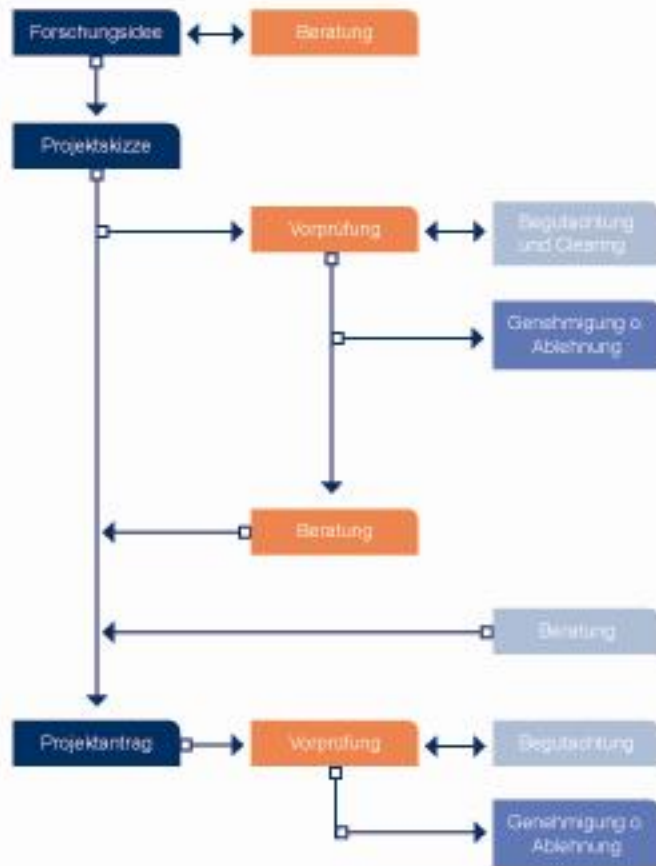 Forschungsidee
Beratung
Projektskizze
Vorprüfung
Begutachtung
und Clearing
Genehmigung o
Ablehnung
Beratung
Beratung
Projektantrag
Vorprüfung
Begutachtung
Genehmigung o
Ablehnung